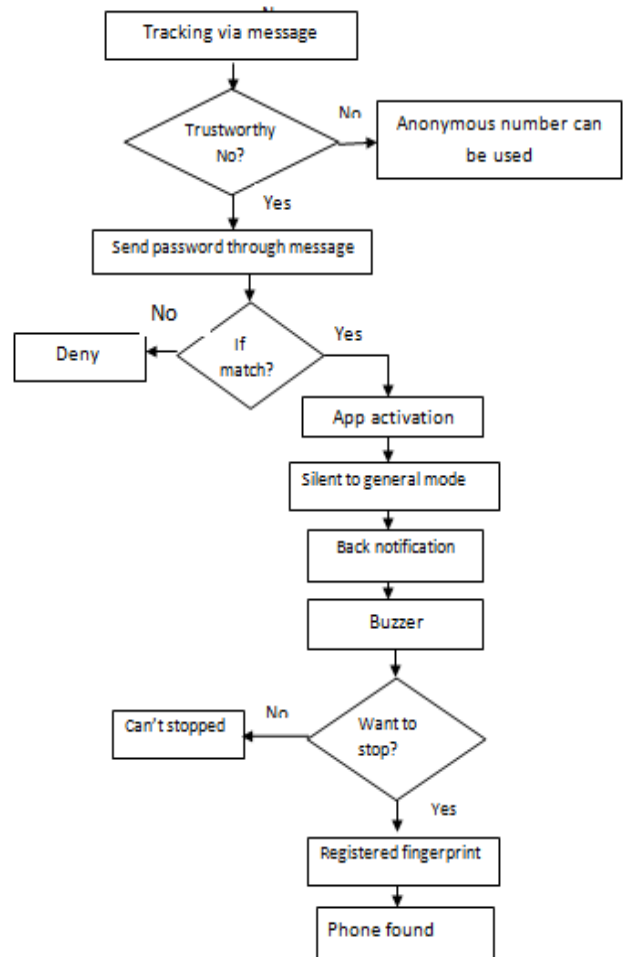 Tracking via message
Trustworthy
No?
No
Anonymous number can
be used
Yes
Send password through message
No
If
match?
Yes
Deny
App activation
Silent to general mode
Back notification
Buzzer
Want to
stop?
No
Can't stopped
Yes
Registered fingerprint
Phone found